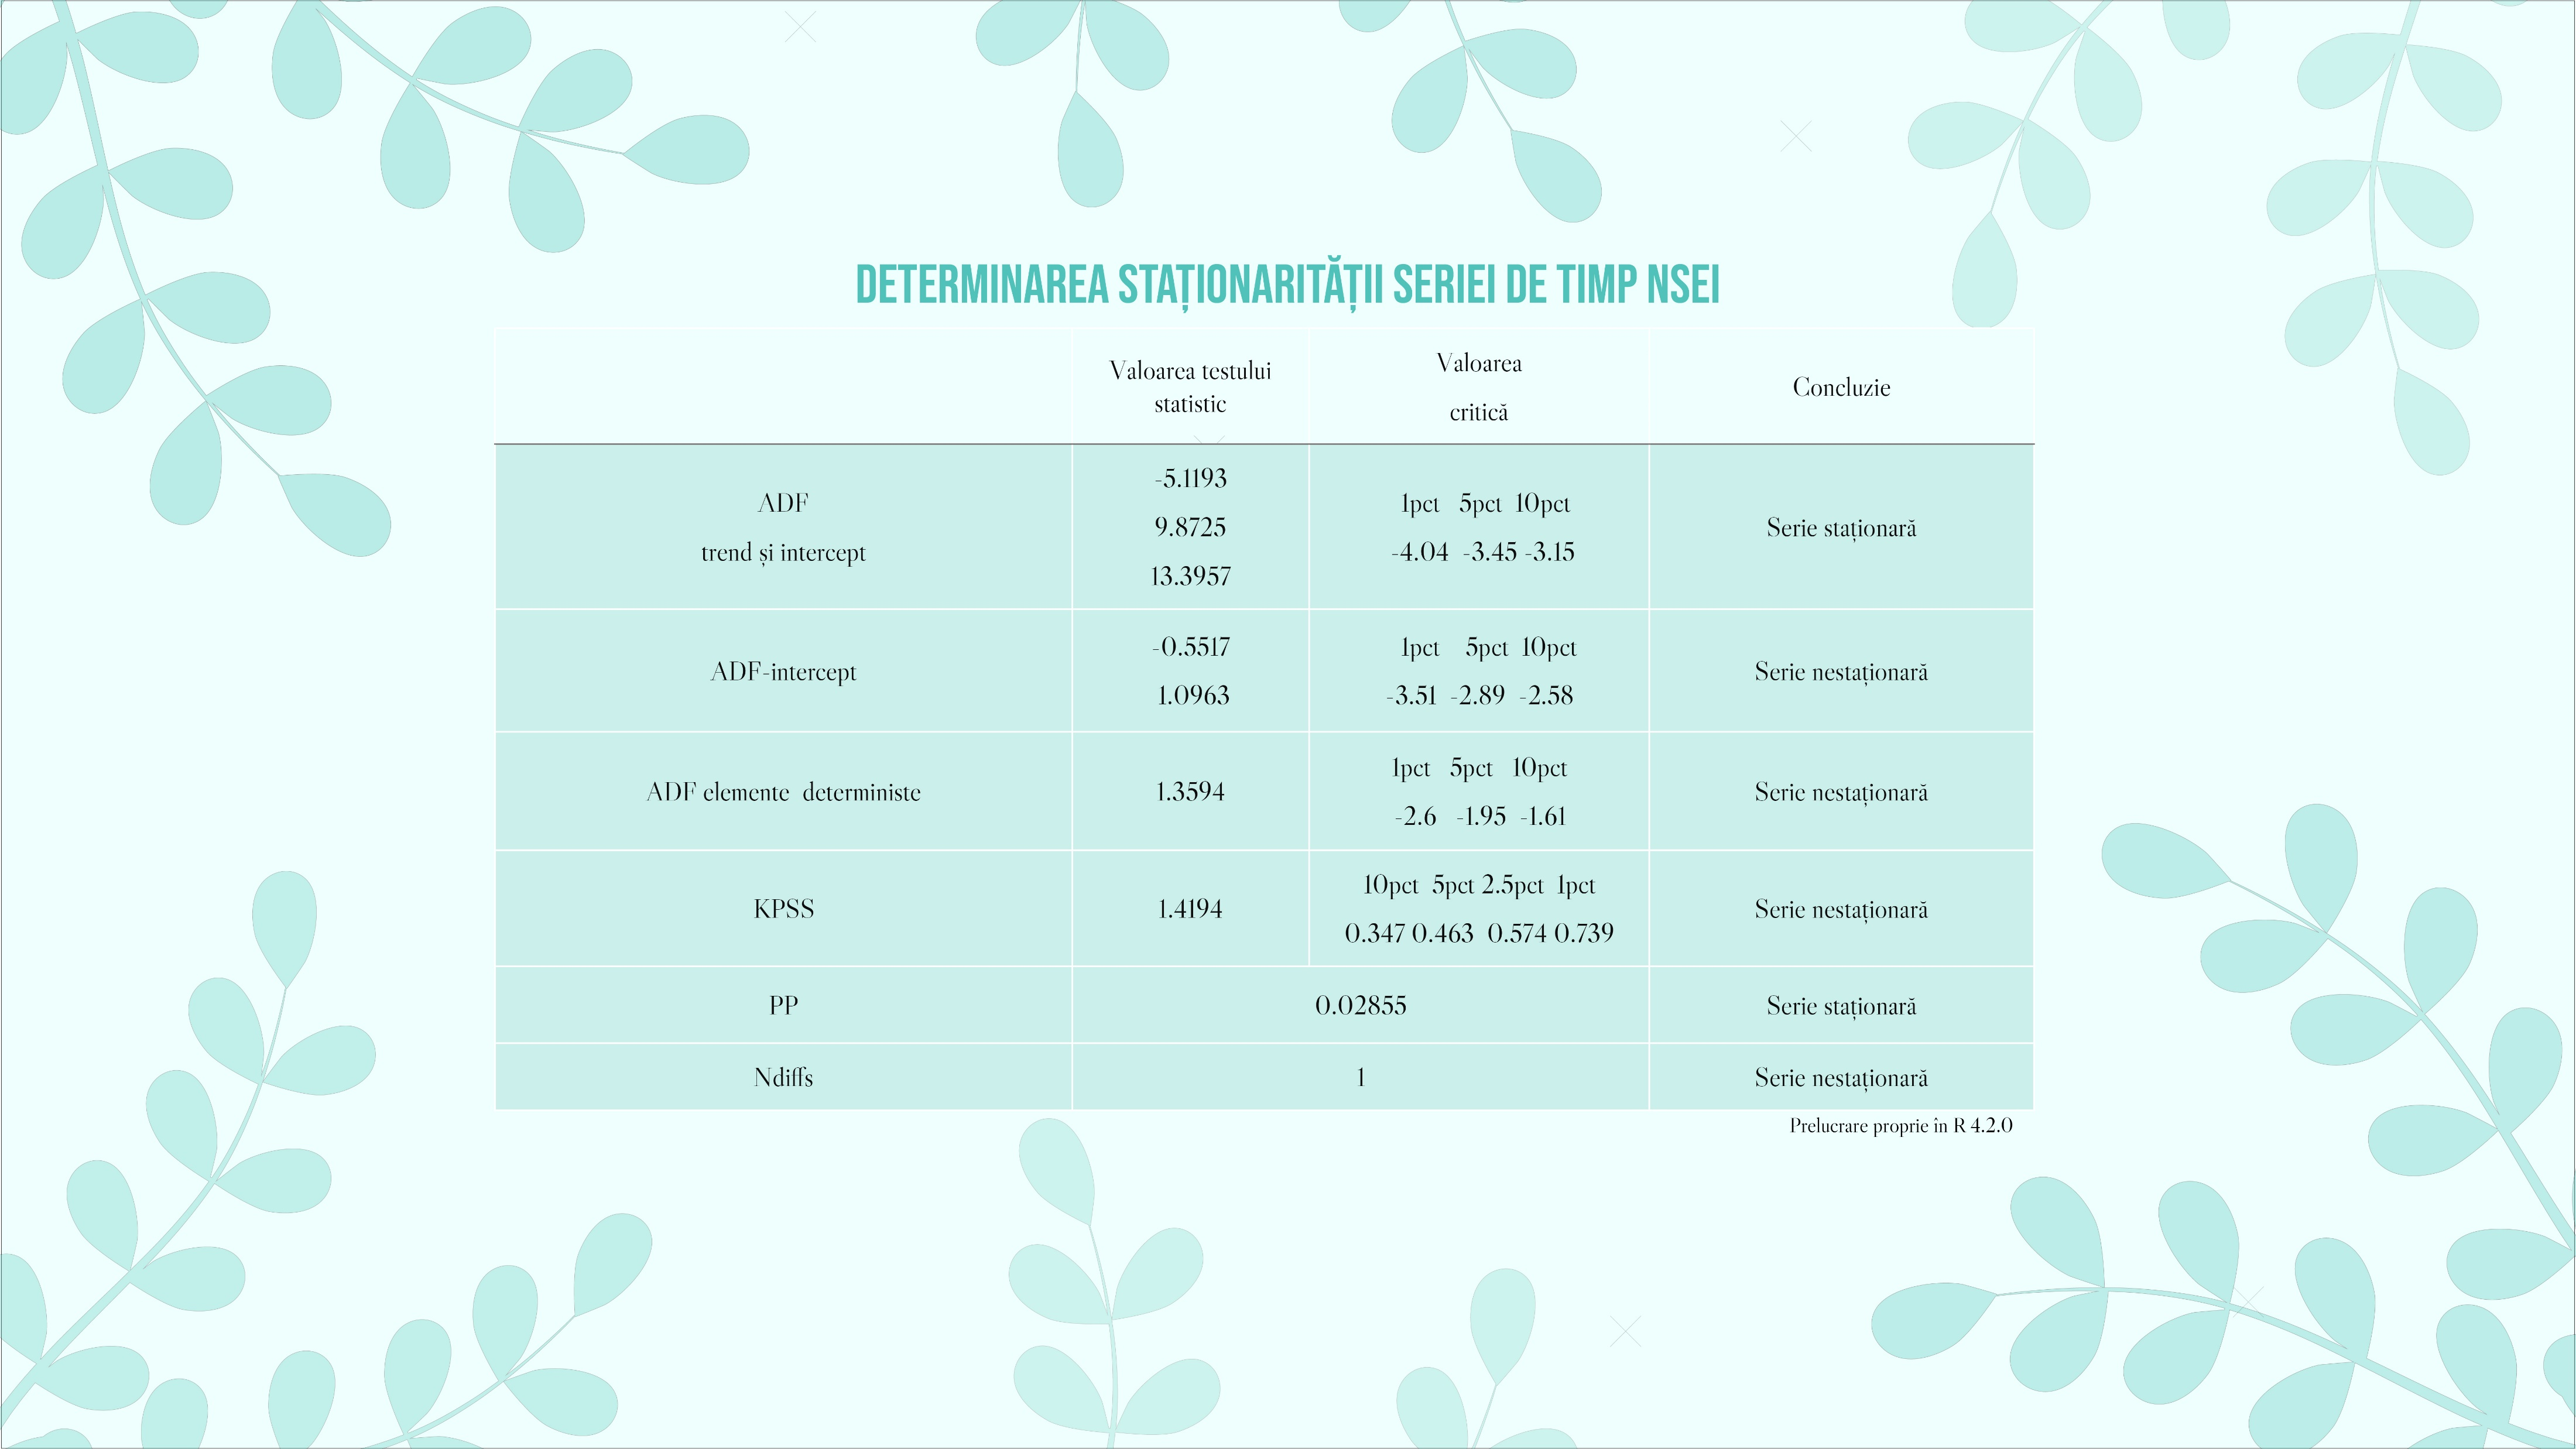 DETERMINAREA STAȚIONARITĂȚII SERIEI DE TIMP NSEI
Valoarea testului
statistic
Valoarea
critică
Concluzie
ADF
trend și intercept
-5.1193
9.8725
13.3957
1pct 5pct 10pct
-4.04 -3.45 -3.15
Serie staționară
ADF-intercept
-0.5517
1.0963
1pct 5pct 10pct
-3.51 -2.89 -2.58
Serie nestaționară
ADF elemente deterministe
1.3594
1pct 5pct 10pct
-2.6 -1.95 -1.61
Serie nestaționară
KPSS
1.4194
10pct 5pct 2.5pct 1pct
0.347 0.463 0.574 0.739
Serie nestaționară
PP
0.02855
Serie staționară
Ndiffs
1
Serie nestaționară
Prelucrare proprie în R 4.2.0